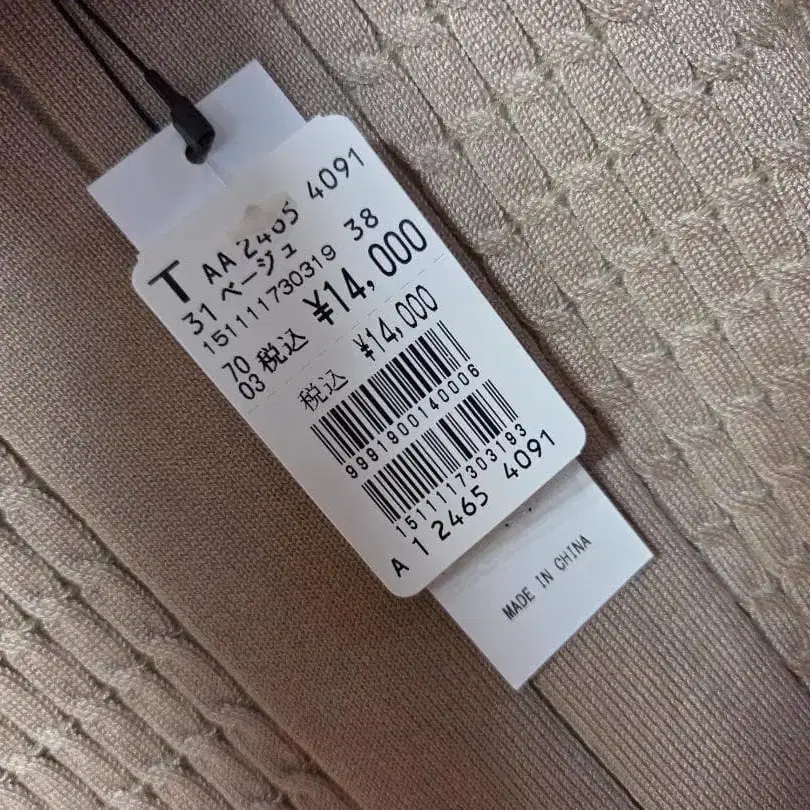 T AA 2465 4091
31 ベージュ 38
151111730319
70 税込 ¥14,000
03
税込 ¥14,000
9991900140006
1511117303193
A 1 2465 4091
MADE IN CHINA